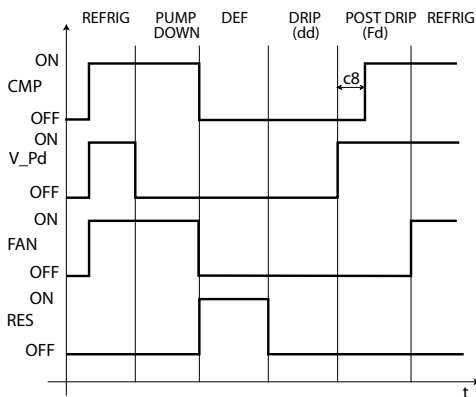 REFRIG PUMP DOWN DEF DRIP (dd) POST DRIP (Fd) REFRIG
ON
CMP
OFF
c8
ON
V_Pd
OFF
ON
FAN
OFF
ON
RES
OFF
t